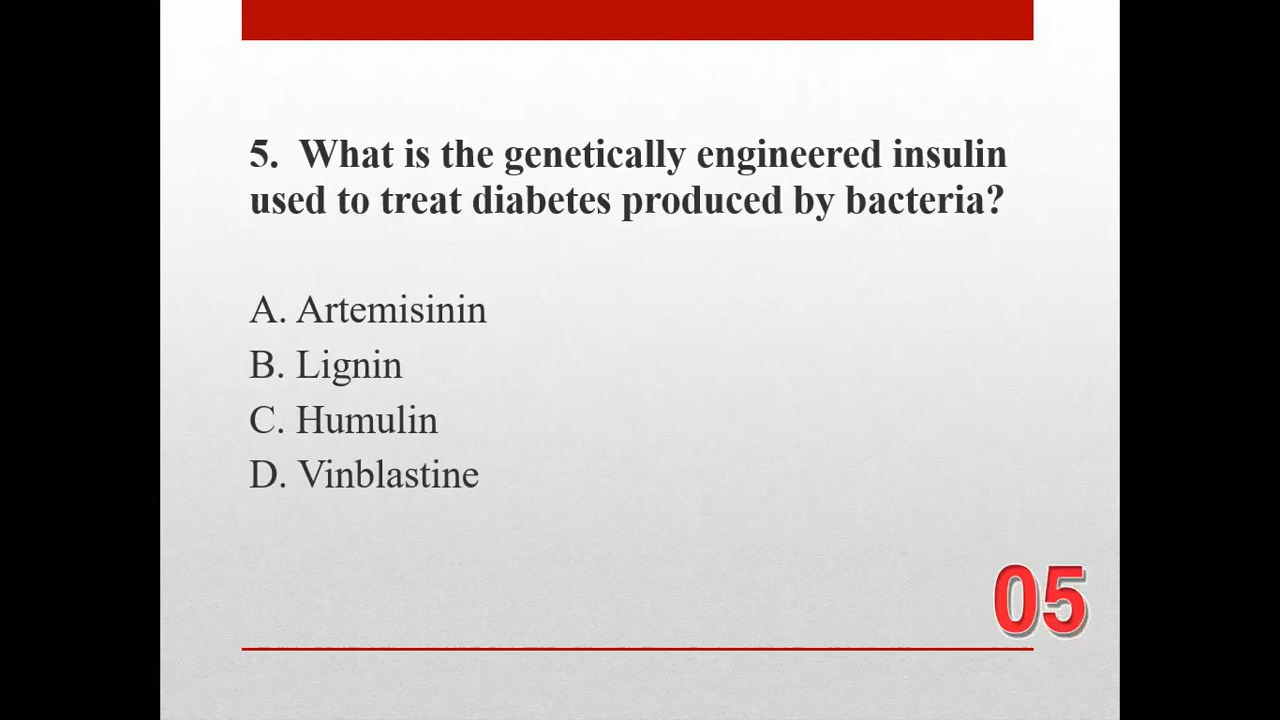 5.  What is the genetically engineered insulin
used to treat diabetes produced by bacteria?
A. Artemisinin
B. Lignin
C. Humulin
D. Vinblastine
05